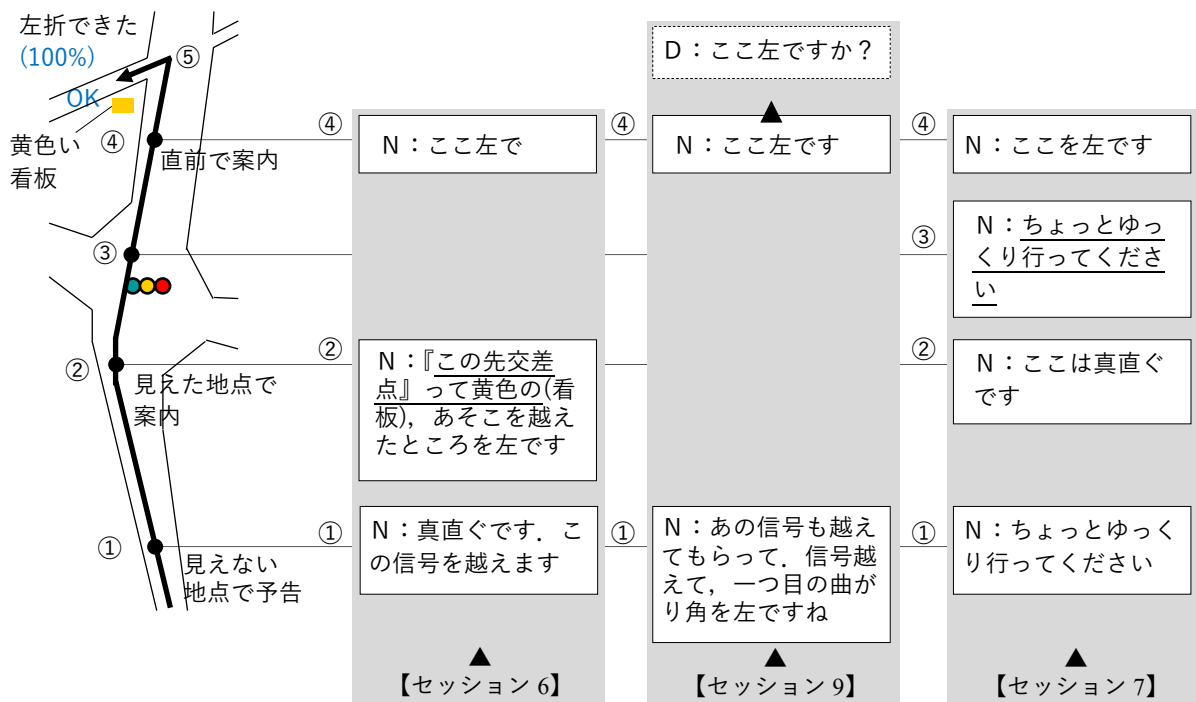 左折できた
(100%)
⑤
OK
黄色い
看板
④
直前で案内
③
②
見えた地点で
案内
①
見えない
地点で予告
④
N：ここ左で
②
N：『この先交差
点』って黄色の(看
板)，あそこを越え
たところを左です
①
N：真直ぐです．こ
の信号を越えます
【セッション 6】
D：ここ左ですか？
④
N：ここ左です
①
N：あの信号も越え
てもらって．信号越
えて，一つ目の曲が
り角を左ですね
【セッション 9】
④
N：ここを左です
③
N：ちょっとゆっ
くり行ってくださ
い
②
N：ここは真直ぐ
です
①
N：ちょっとゆっく
り行ってください
【セッション 7】